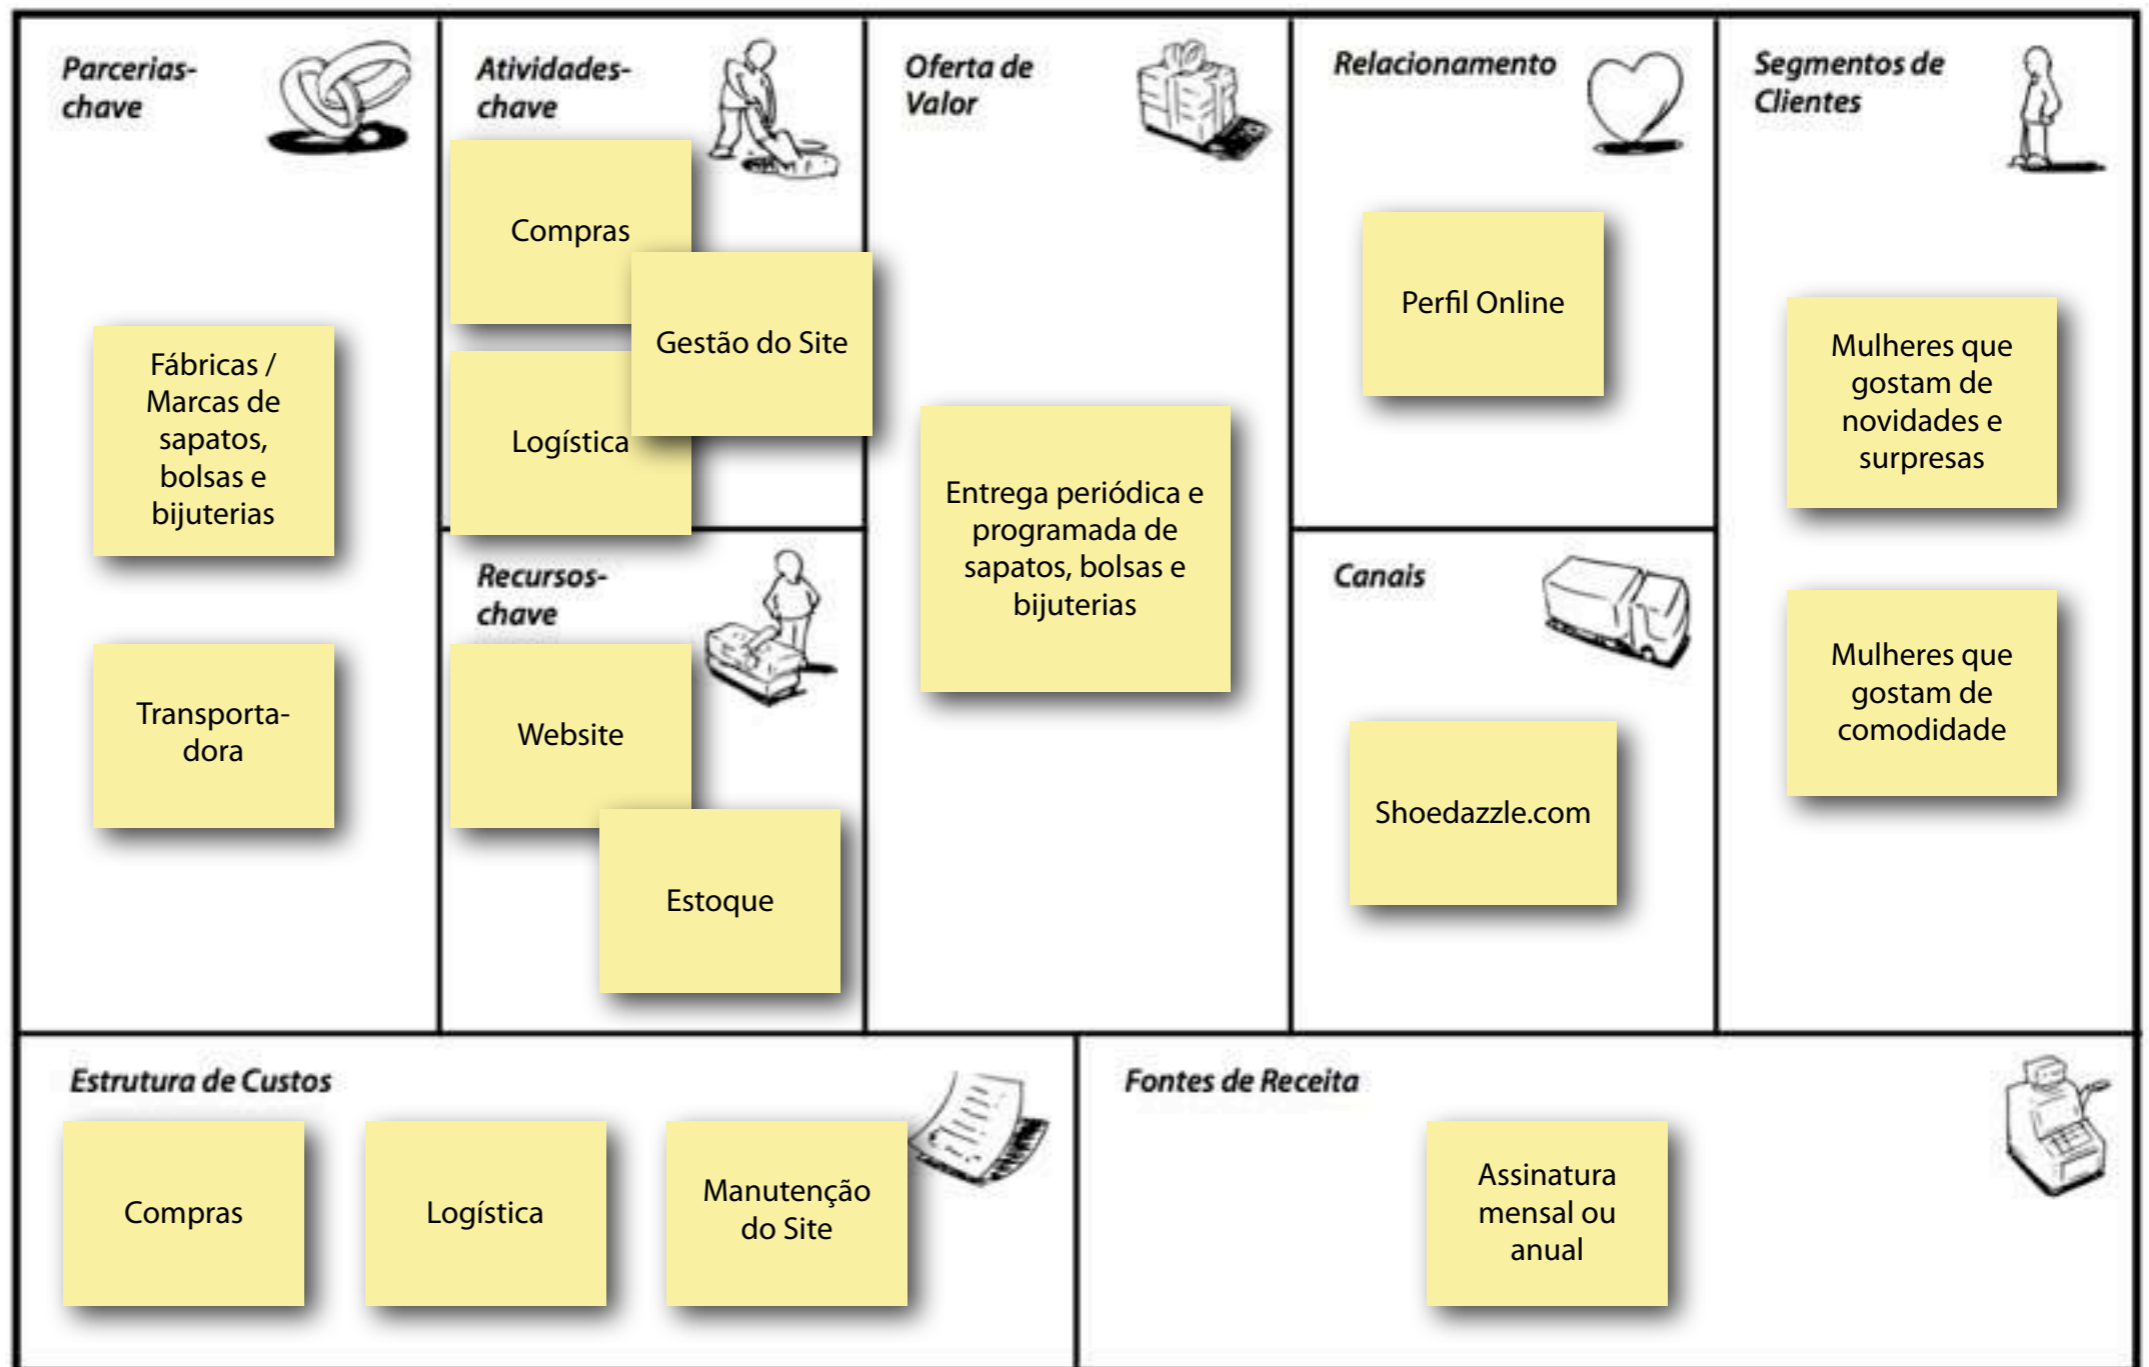 Parcerias-
chave
Fábricas /
Marcas de
sapatos,
bolsas e
bijuterias
Transporta-
dora
Atividades-
chave
Compras
Gestão do Site
Logística
Recursos-
chave
Website
Estoque
Oferta de
Valor
Entrega periódica e
programada de
sapatos, bolsas e
bijuterias
Relacionamento
Perfil Online
Canais
Shoedazzle.com
Segmentos de
Clientes
Mulheres que
gostam de
novidades e
surpresas
Mulheres que
gostam de
comodidade
Estrutura de Custos
Compras
Logística
Manutenção
do Site
Fontes de Receita
Assinatura
mensal ou
anual